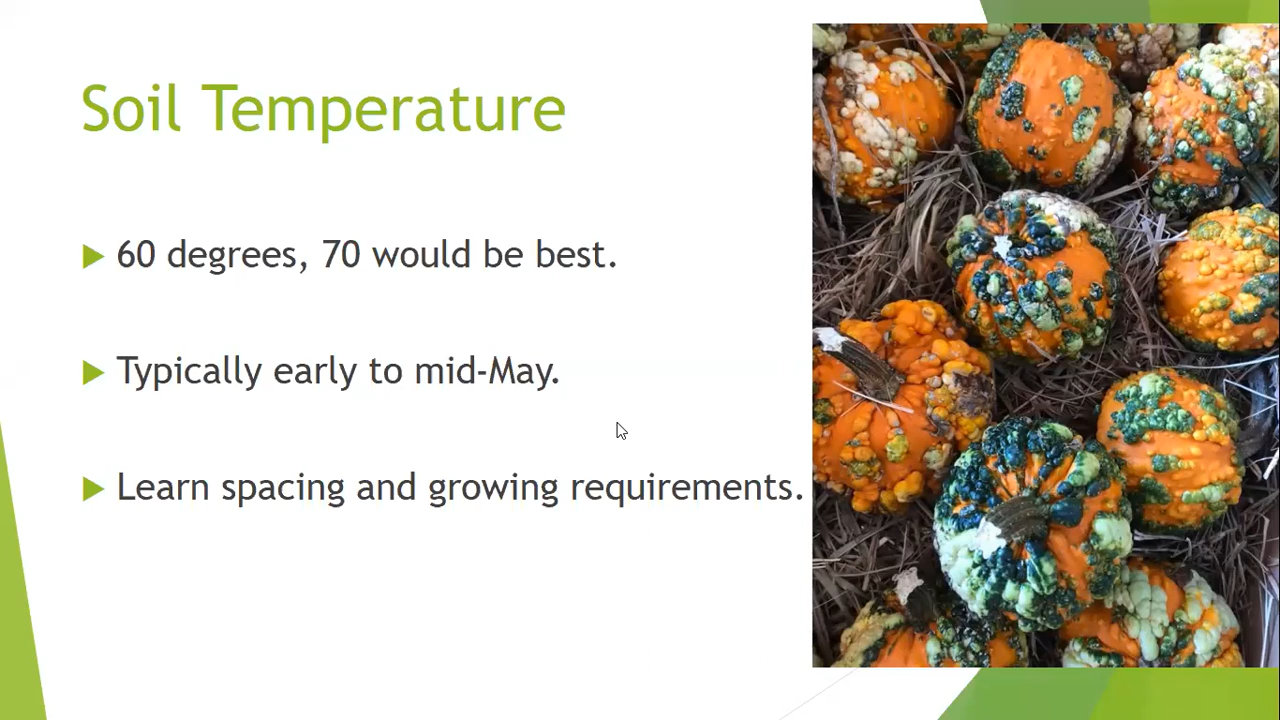 Soil Temperature
60 degrees, 70 would be best.
Typically early to mid-May.
Learn spacing and growing requirements.